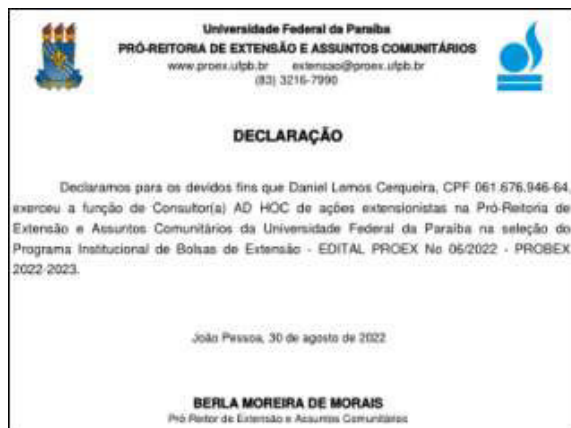 Universidade Federal da Paraíba
PRÓ-REITORIA DE EXTENSÃO E ASSUNTOS COMUNITÁRIOS
www.proex.ufpb.br extensao@proex.ufpb.br
(83) 3216-7990
DECLARAÇÃO
Declaramos para os devidos fins que Daniel Lemos Cerqueira, CPF 061.676.946-64,
exerceu a função de Consultor(a) AD HOC de ações extensionistas na Pró-Reitoria de
Extensão e Assuntos Comunitários da Universidade Federal da Paraíba na seleção do
Programa Institucional de Bolsas de Extensão - EDITAL PROEX No 06/2022 - PROBEX
2022-2023.
João Pessoa, 30 de agosto de 2022
BERLA MOREIRA DE MORAIS
Pró Reitor de Extensão e Assuntos Comunitários